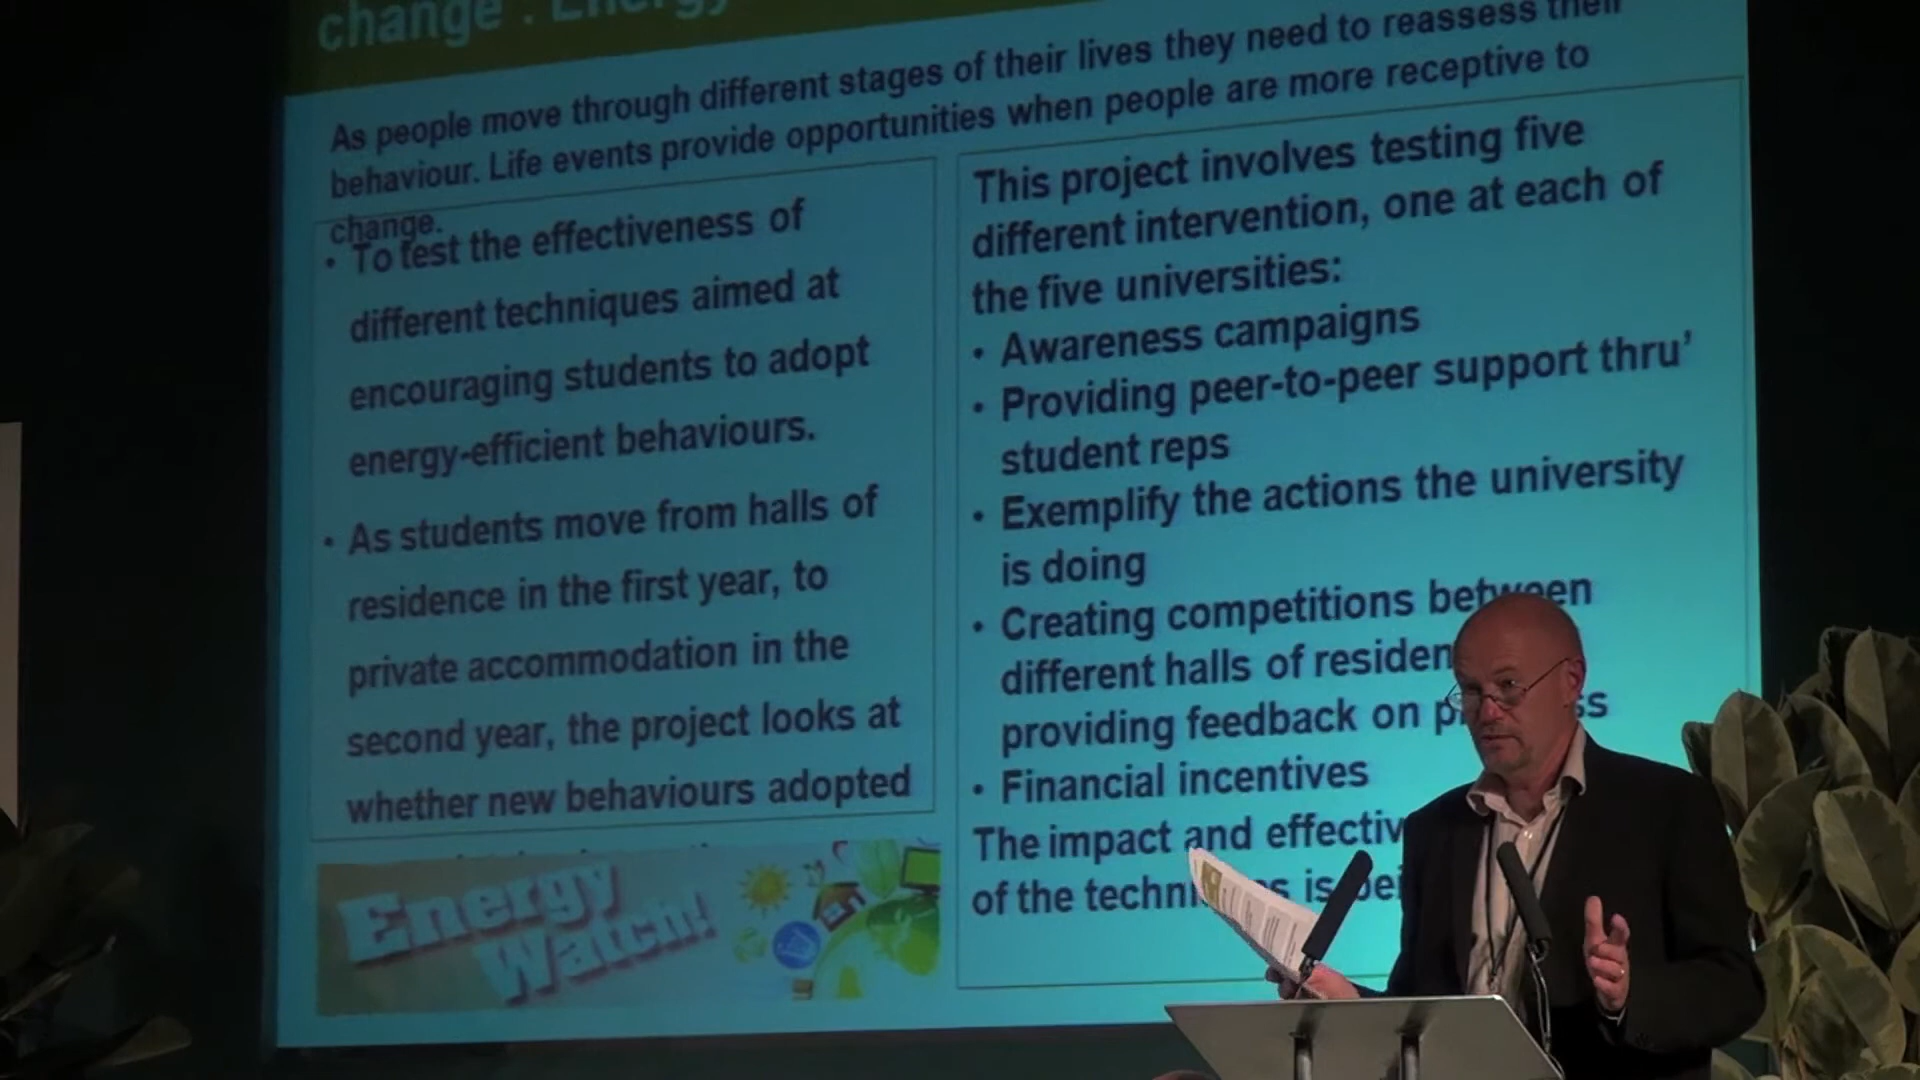 change . Energy
As people move through different stages of their lives they need to reassess their
behaviour. Life events provide opportunities when people are more receptive to
change.
• To test the effectiveness of
different techniques aimed at
encouraging students to adopt
energy-efficient behaviours.
• As students move from halls of
residence in the first year, to
private accommodation in the
second year, the project looks at
whether new behaviours adopted
Energy
Watch!
This project involves testing five
different intervention, one at each of
the five universities:
• Awareness campaigns
• Providing peer-to-peer support thru’
student reps
• Exemplify the actions the university
is doing
• Creating competitions between
different halls of residen
providing feedback on
• Financial incentives
The impact and effectiv
of the is